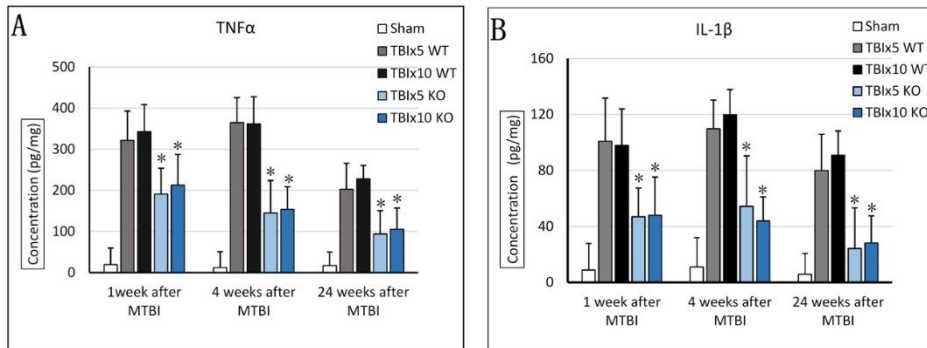 A
TNFα
Sham
TBIx5 WT
TBIx10 WT
TBIx5 KO
TBIx10 KO
Concentration (pg/mg)
500
400
300
200
100
0
* *
* *
* *
1week after
MTBI
4 weeks after
MTBI
24 weeks after
MTBI
B
IL-1β
Sham
TBIx5 WT
TBIx10 WT
TBIx5 KO
TBIx10 KO
Concentration (pg/mg)
160
120
80
40
0
* *
* *
* *
1 week after
MTBI
4 weeks after
MTBI
24 weeks after
MTBI